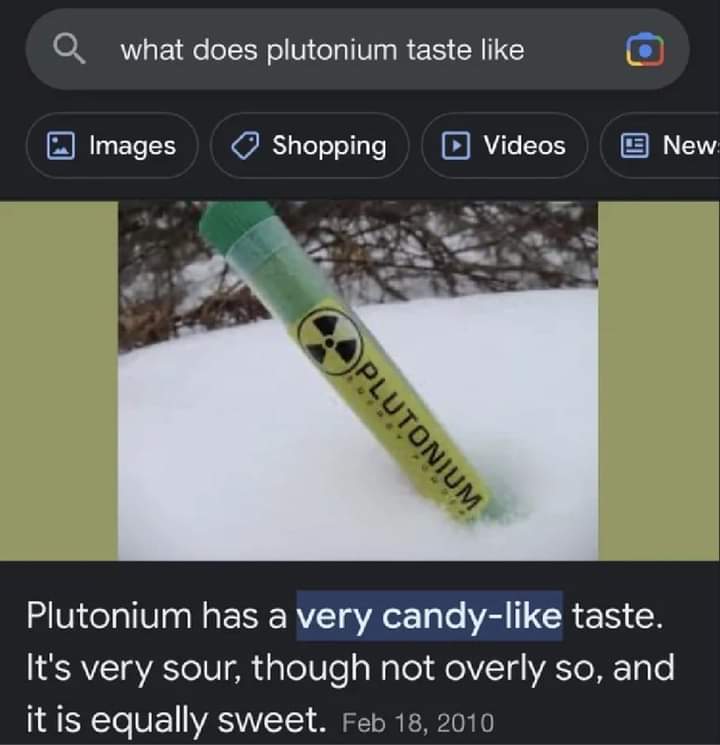 what does plutonium taste like
Images
Shopping
Videos
New
PLUTONIUM
Plutonium has a very candy-like taste.
It's very sour, though not overly so, and
it is equally sweet. Feb 18, 2010